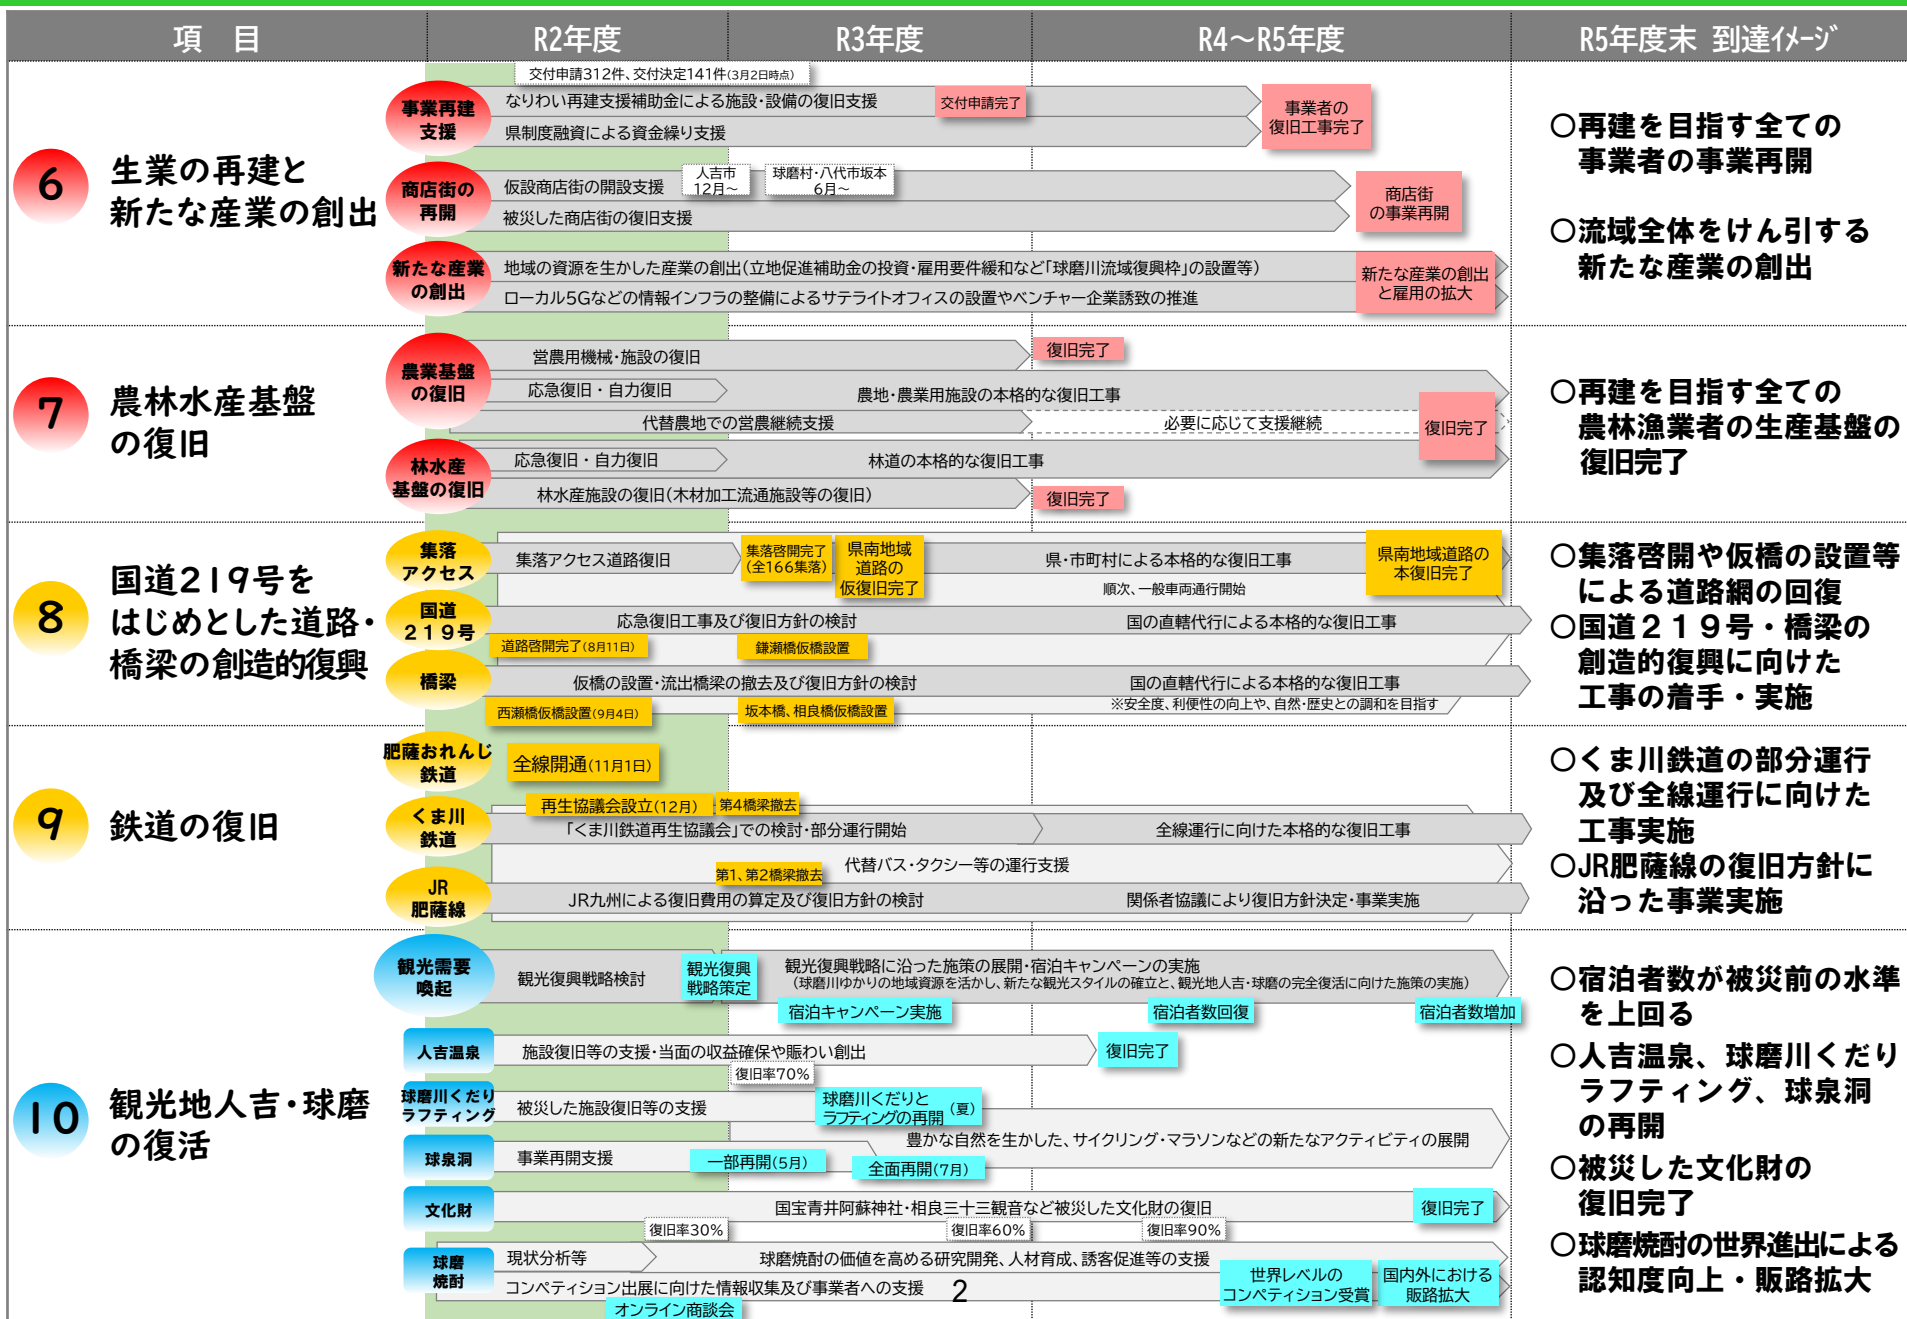 項　目
R2年度
R3年度
R4～R5年度
R5年度末 到達ｲﾒｰｼﾞ
6
生業の再建と
新たな産業の創出
事業再建
支援
交付申請312件、交付決定141件(3月2日時点)
なりわい再建支援補助金による施設・設備の復旧支援
交付申請完了
県制度融資による資金繰り支援
事業者の
復旧工事完了
商店街の
再開
仮設商店街の開設支援
人吉市
12月～
球磨村・八代市坂本
6月～
被災した商店街の復旧支援
商店街
の事業再開
新たな産業
の創出
地域の資源を生かした産業の創出(立地促進補助金の投資・雇用要件緩和など「球磨川流域復興枠」の設置等)
ローカル5Gなどの情報インフラの整備によるサテライトオフィスの設置やベンチャー企業誘致の推進
新たな産業の創出
と雇用の拡大
○再建を目指す全ての
事業者の事業再開
○流域全体をけん引する
新たな産業の創出
7
農林水産基盤
の復旧
農業基盤
の復旧
営農用機械・施設の復旧
復旧完了
応急復旧・自力復旧
農地・農業用施設の本格的な復旧工事
代替農地での営農継続支援
必要に応じて支援継続
復旧完了
林水産
基盤の復旧
応急復旧・自力復旧
林道の本格的な復旧工事
林水産施設の復旧(木材加工流通施設等の復旧)
復旧完了
○再建を目指す全ての
農林漁業者の生産基盤の
復旧完了
8
国道219号を
はじめとした道路・
橋梁の創造的復興
集落
アクセス
集落アクセス道路復旧
集落啓開完了
(全166集落)
県南地域
道路の
仮復旧完了
県・市町村による本格的な復旧工事
順次、一般車両通行開始
県南地域道路の
本復旧完了
国道
２１９号
応急復旧工事及び復旧方針の検討
国の直轄代行による本格的な復旧工事
道路啓開完了(8月11日)
鎌瀬橋仮橋設置
橋梁
仮橋の設置・流出橋梁の撤去及び復旧方針の検討
国の直轄代行による本格的な復旧工事
※安全度、利便性の向上や、自然・歴史との調和を目指す
西瀬橋仮橋設置(9月4日)
坂本橋、相良橋仮橋設置
○集落啓開や仮橋の設置等
による道路網の回復
○国道２１９号・橋梁の
創造的復興に向けた
工事の着手・実施
9
鉄道の復旧
肥薩おれんじ
鉄道
全線開通(11月1日)
くま川
鉄道
再生協議会設立(12月)
第4橋梁撤去
「くま川鉄道再生協議会」での検討・部分運行開始
全線運行に向けた本格的な復旧工事
代替バス・タクシー等の運行支援
JR
肥薩線
第1、第2橋梁撤去
JR九州による復旧費用の算定及び復旧方針の検討
関係者協議により復旧方針決定・事業実施
○くま川鉄道の部分運行
及び全線運行に向けた
工事実施
○JR肥薩線の復旧方針に
沿った事業実施
10
観光地人吉・球磨
の復活
観光需要
喚起
観光復興戦略検討
観光復興
戦略策定
観光復興戦略に沿った施策の展開・宿泊キャンペーンの実施
(球磨川ゆかりの地域資源を活かし、新たな観光スタイルの確立と、観光地人吉・球磨の完全復活に向けた施策の実施)
宿泊キャンペーン実施
宿泊者数回復
宿泊者数増加
人吉温泉
施設復旧等の支援・当面の収益確保や賑わい創出
復旧完了
復旧率70%
球磨川くだり
ラフティング
被災した施設復旧等の支援
球磨川くだりと
ラフティングの再開
(夏)
豊かな自然を生かした、サイクリング・マラソンなどの新たなアクティビティの展開
球泉洞
事業再開支援
一部再開(5月)
全面再開(7月)
文化財
国宝青井阿蘇神社・相良三十三観音など被災した文化財の復旧
復旧完了
復旧率30%
復旧率60%
復旧率90%
球磨
焼酎
現状分析等
球磨焼酎の価値を高める研究開発、人材育成、誘客促進等の支援
コンペティション出展に向けた情報収集及び事業者への支援
オンライン商談会
世界レベルの
コンペティション受賞
国内外における
販路拡大
○宿泊者数が被災前の水準
を上回る
○人吉温泉、球磨川くだり
ラフティング、球泉洞
の再開
○被災した文化財の
復旧完了
○球磨焼酎の世界進出による
認知度向上・販路拡大
2